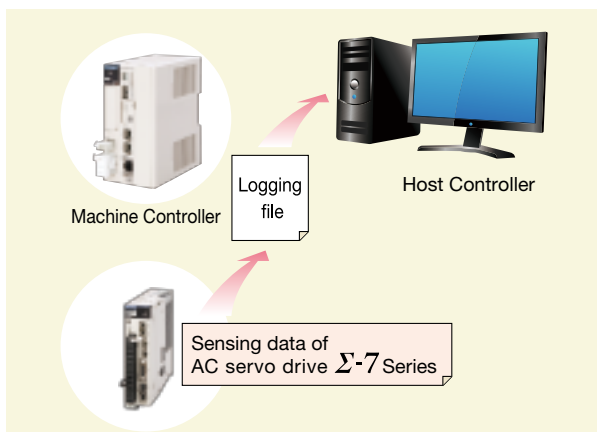 Machine Controller
Logging
file
Host Controller
Sensing data of
AC servo drive Σ-7 Series